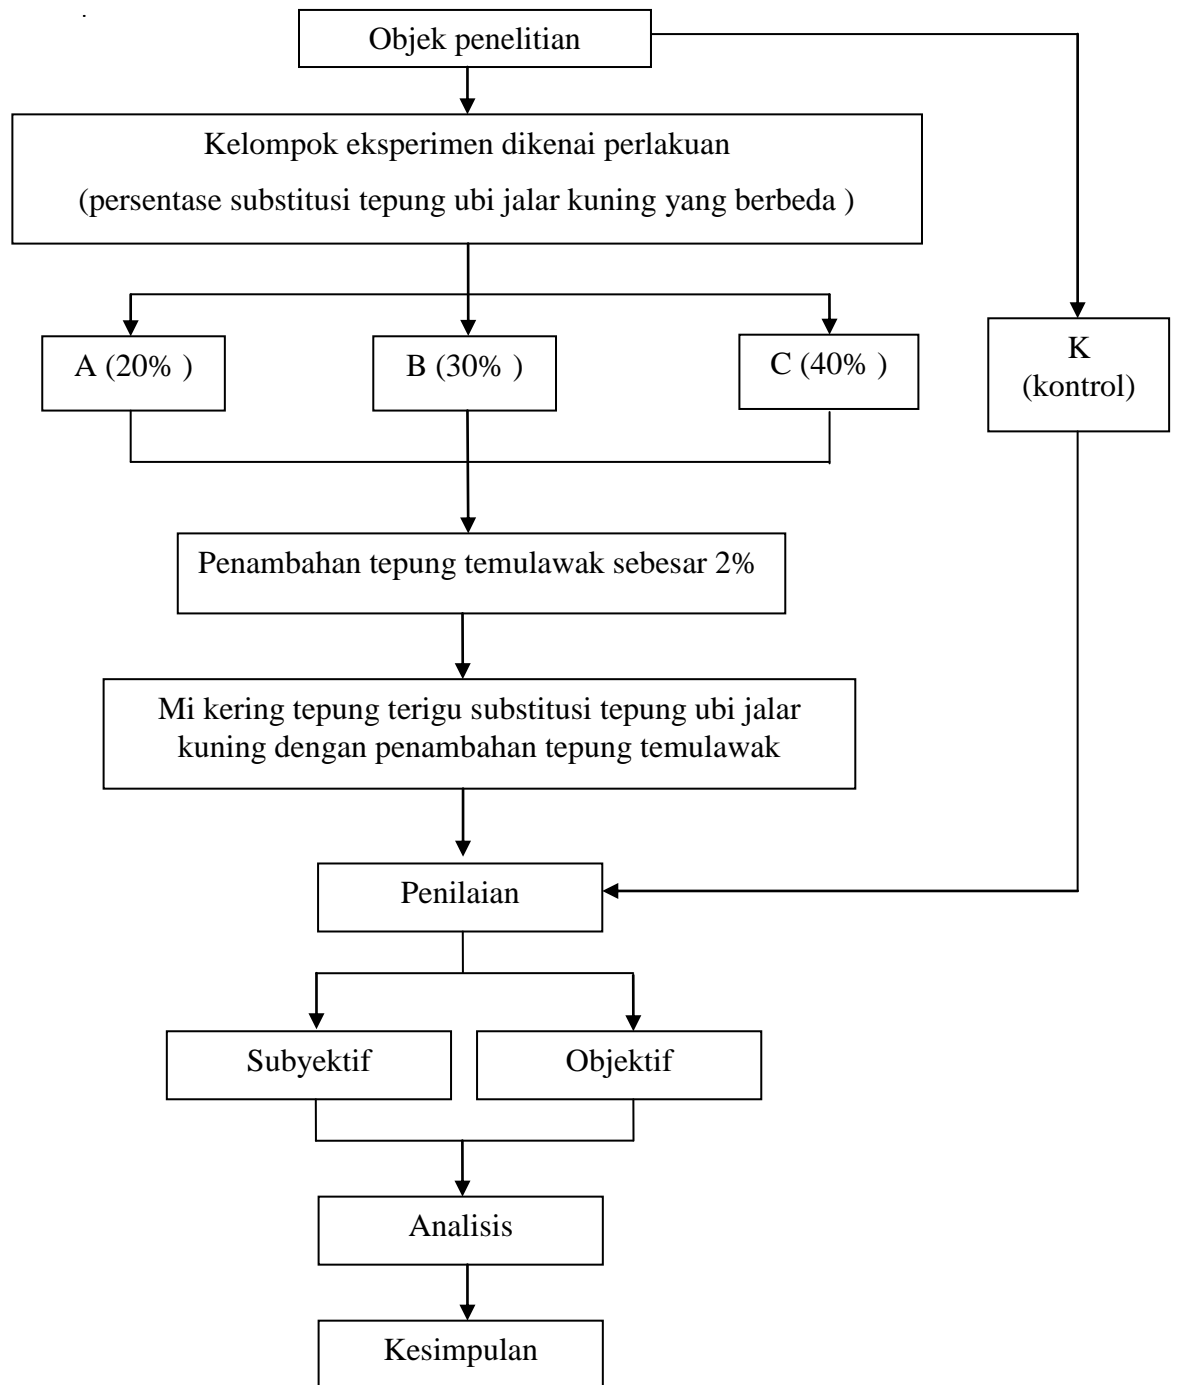 Objek penelitian
Kelompok eksperimen dikenai perlakuan
(persentase substitusi tepung ubi jalar kuning yang berbeda )
A (20% )
B (30% )
C (40% )
K
(kontrol)
Penambahan tepung temulawak sebesar 2%
Mi kering tepung terigu substitusi tepung ubi jalar
kuning dengan penambahan tepung temulawak
Penilaian
Subyektif
Objektif
Analisis
Kesimpulan